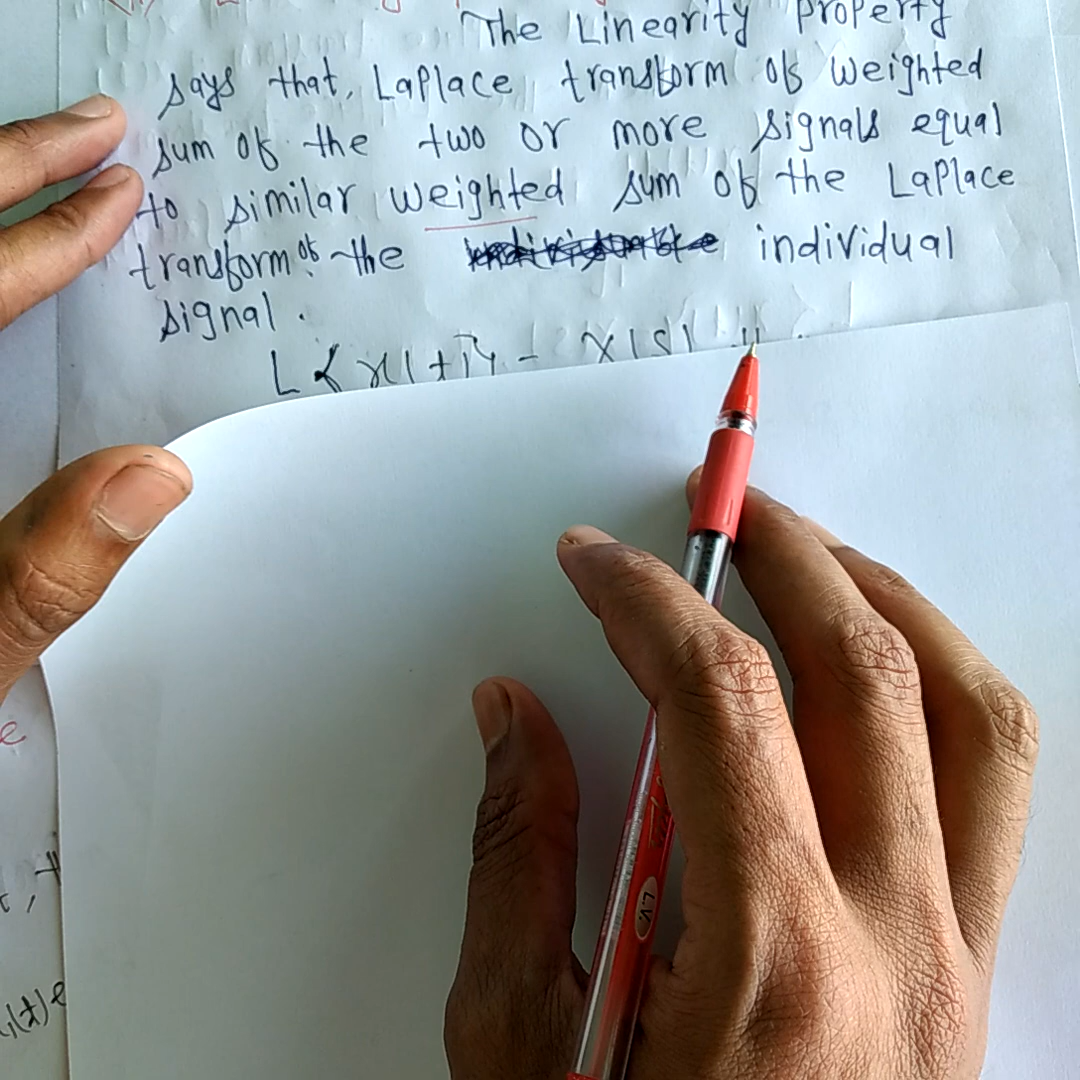 The Linearity Property
says that, Laplace transform of weighted
sum of the two or more signals equal
to similar weighted sum of the Laplace
transform of the individual
signal.
L{x(t)} = X(s)
e
L.V.